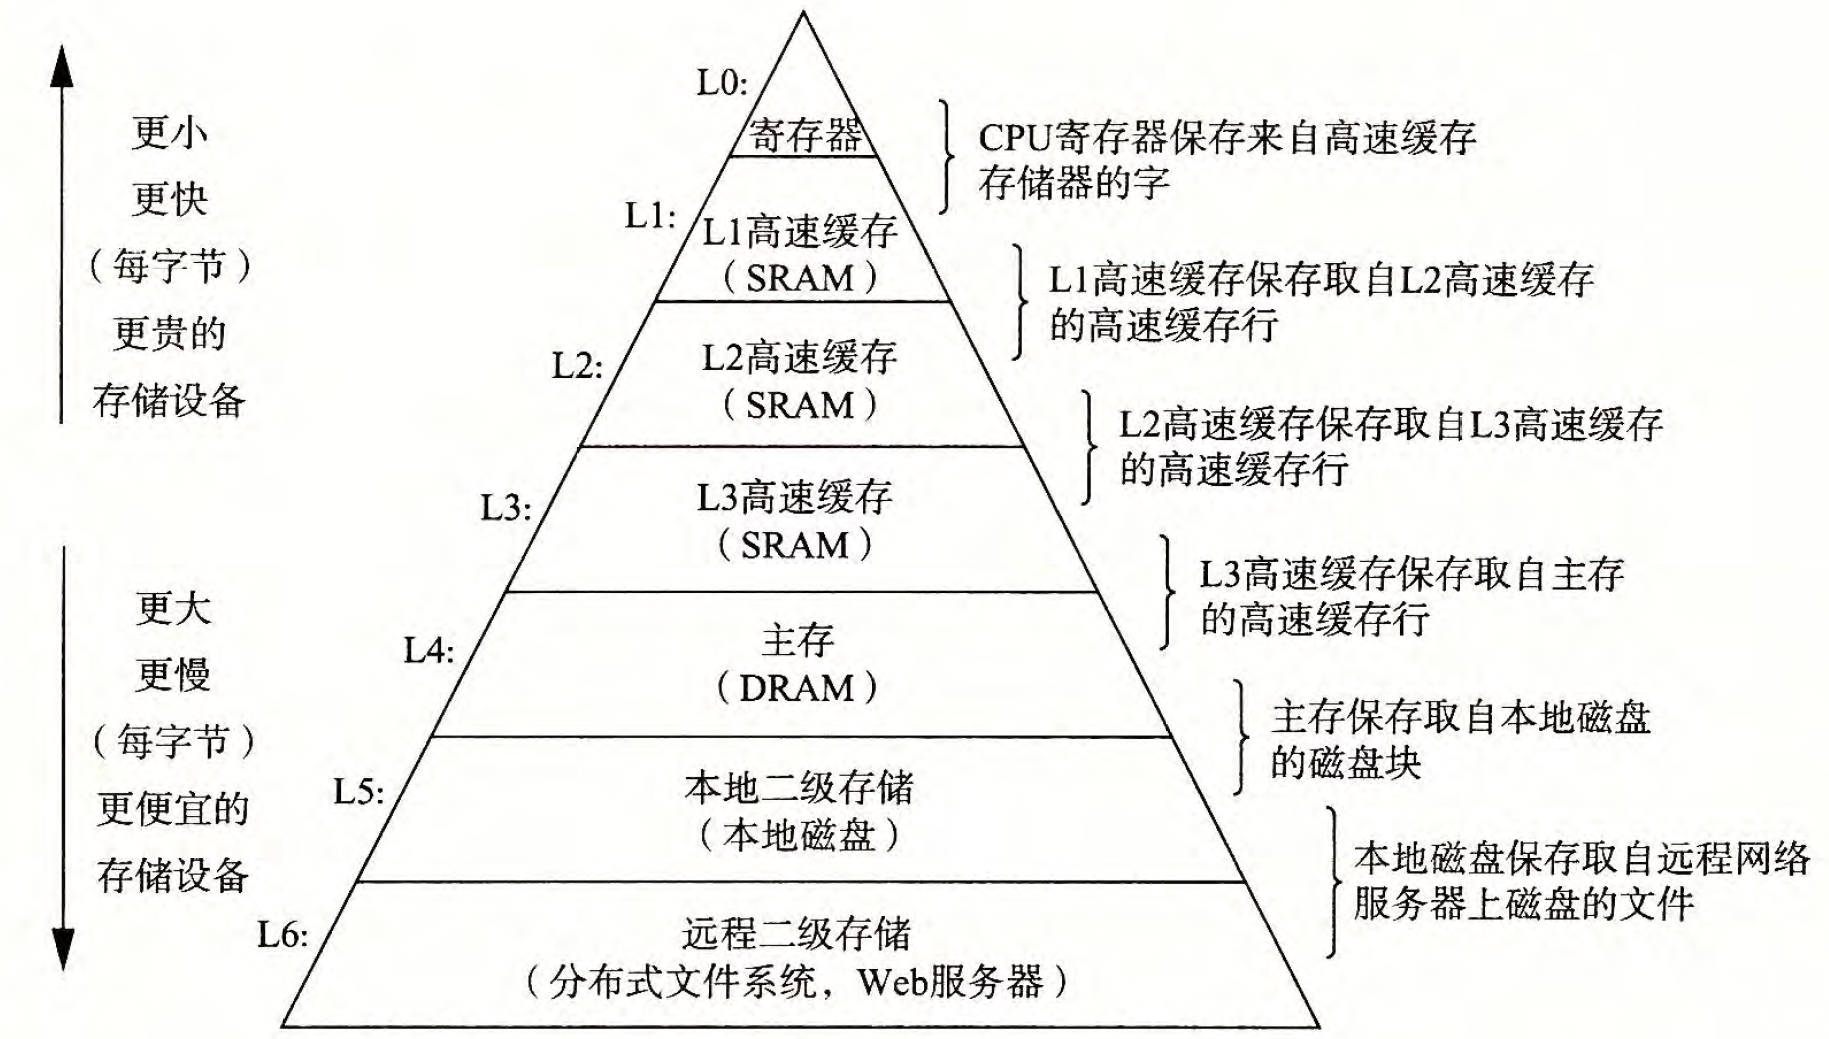 更小
更快
（每字节）
更贵的
存储设备
更大
更慢
（每字节）
更便宜的
存储设备
L0:
寄存器
L1:
L1高速缓存
（SRAM）
L2:
L2高速缓存
（SRAM）
L3:
L3高速缓存
（SRAM）
L4:
主存
（DRAM）
L5:
本地二级存储
（本地磁盘）
L6:
远程二级存储
（分布式文件系统，Web服务器）
CPU寄存器保存来自高速缓存
存储器的字
L1高速缓存保存取自L2高速缓存
的高速缓存行
L2高速缓存保存取自L3高速缓存
的高速缓存行
L3高速缓存保存取自主存
的高速缓存行
主存保存取自本地磁盘
的磁盘块
本地磁盘保存取自远程网络
服务器上磁盘的文件